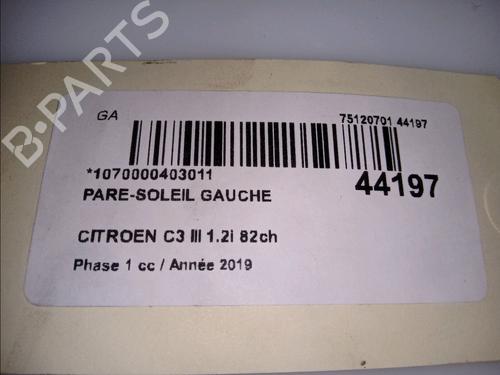 B-PARTS
GA
75120701 44197
*1070000403011
44197
PARE-SOLEIL GAUCHE
CITROEN C3 III 1.2i 82ch
Phase 1 cc / Année 2019